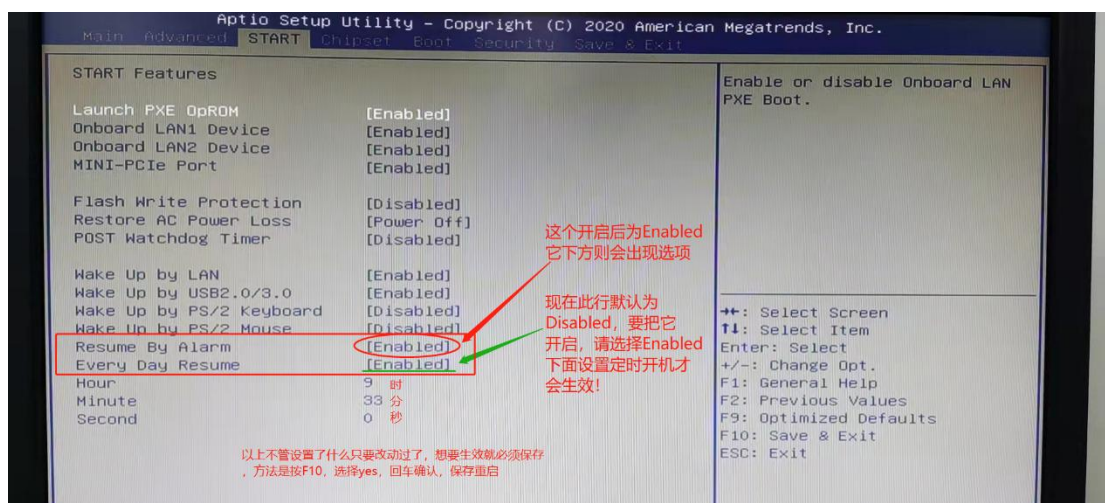 Aptio Setup Utility - Copyright (C) 2020 American Megatrends, Inc.
Main Advanced START Chipset Boot Security Save & Exit
START Features
Launch PXE OpROM [Enabled]
Onboard LAN1 Device [Enabled]
Onboard LAN2 Device [Enabled]
MINI-PCIe Port [Enabled]
Flash Write Protection [Disabled]
Restore AC Power Loss [Power Off]
POST Watchdog Timer [Disabled]
Wake Up by LAN [Enabled]
Wake Up by USB2.0/3.0 [Enabled]
Wake Up by PS/2 Keyboard [Disabled]
Wake Up by PS/2 Mouse [Disabled]
Resume By Alarm [Enabled]
Every Day Resume [Enabled]
Hour 9 时
Minute 33 分
Second 0 秒
这个开启后为Enabled
它下方则会出现选项
现在此行默认为
Disabled，要把它
开启，请选择Enabled
下面设置定时开机才
会生效！
以上不管设置了什么只要改动过了，想要生效就必须保存
，方法是按F10，选择yes，回车确认，保存重启
Enable or disable Onboard LAN
PXE Boot.
→←: Select Screen
↑↓: Select Item
Enter: Select
+/-: Change Opt.
F1: General Help
F2: Previous Values
F9: Optimized Defaults
F10: Save & Exit
ESC: Exit